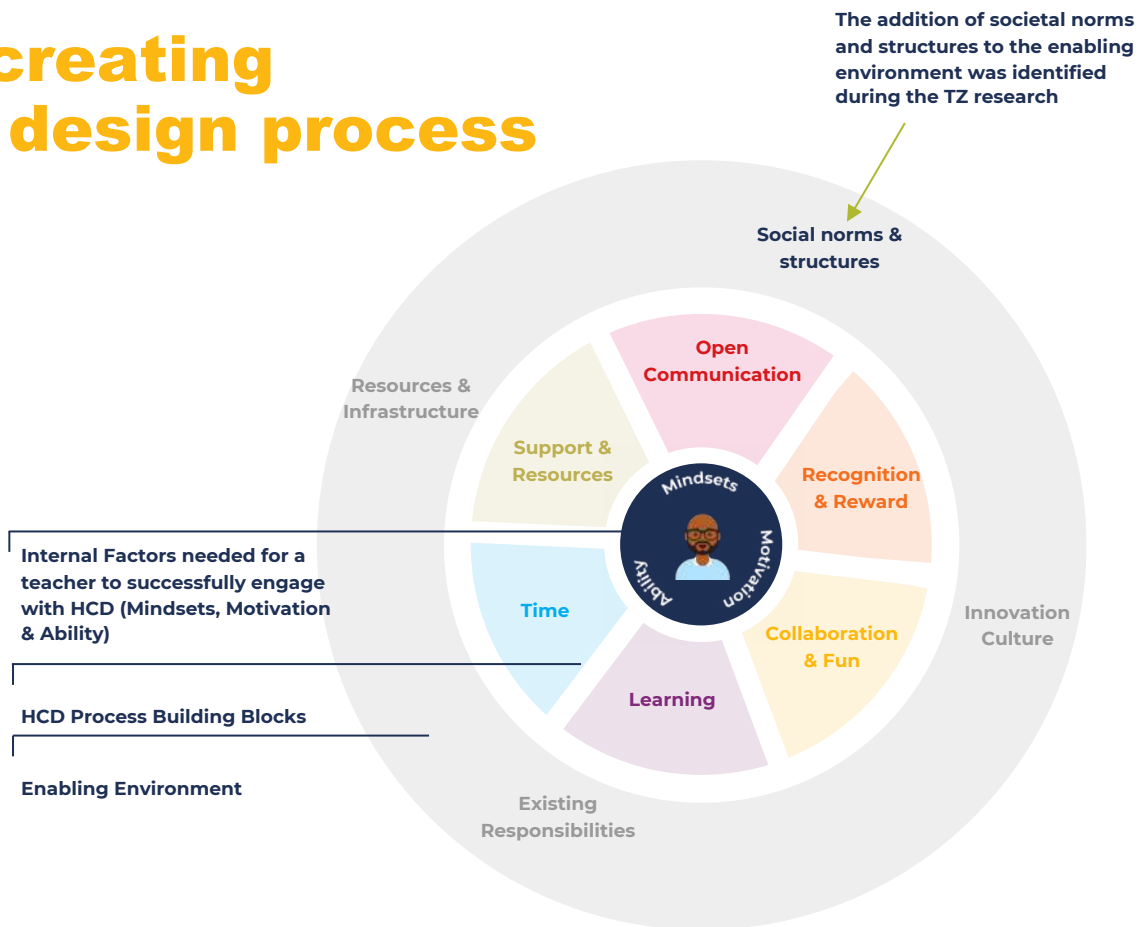 creating
design process
The addition of societal norms
and structures to the enabling
environment was identified
during the TZ research
Social norms &
structures
Open
Communication
Resources &
Infrastructure
Support &
Resources
Recognition
& Reward
Mindsets
Motivation
Ability
Internal Factors needed for a
teacher to successfully engage
with HCD (Mindsets, Motivation
& Ability)
Time
Collaboration
& Fun
Innovation
Culture
Learning
HCD Process Building Blocks
Enabling Environment
Existing
Responsibilities